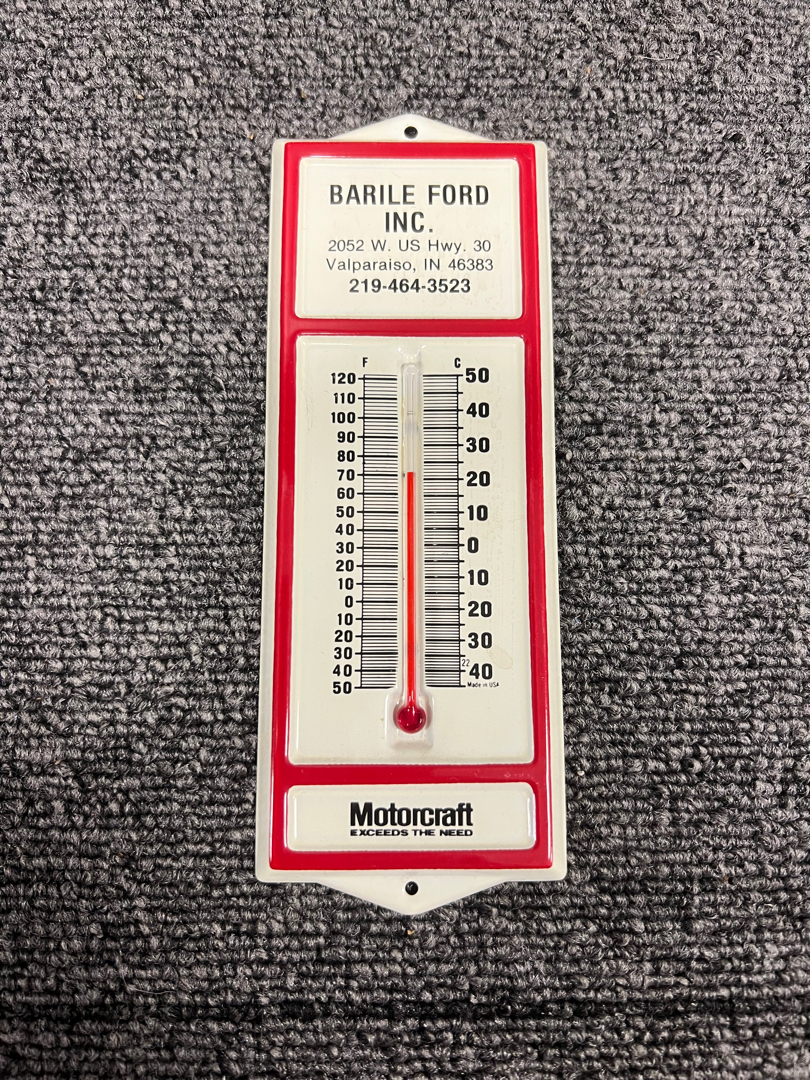 BARILE FORD
INC.
2052 W. US Hwy. 30
Valparaiso, IN 46383
219-464-3523
F C
120 50
110
100 40
90
80 30
70 20
60
50 10
40
30 0
20
10 10
0 20
10
20 30
30
22
40 40
50 Made in USA
Motorcraft
EXCEEDS THE NEED